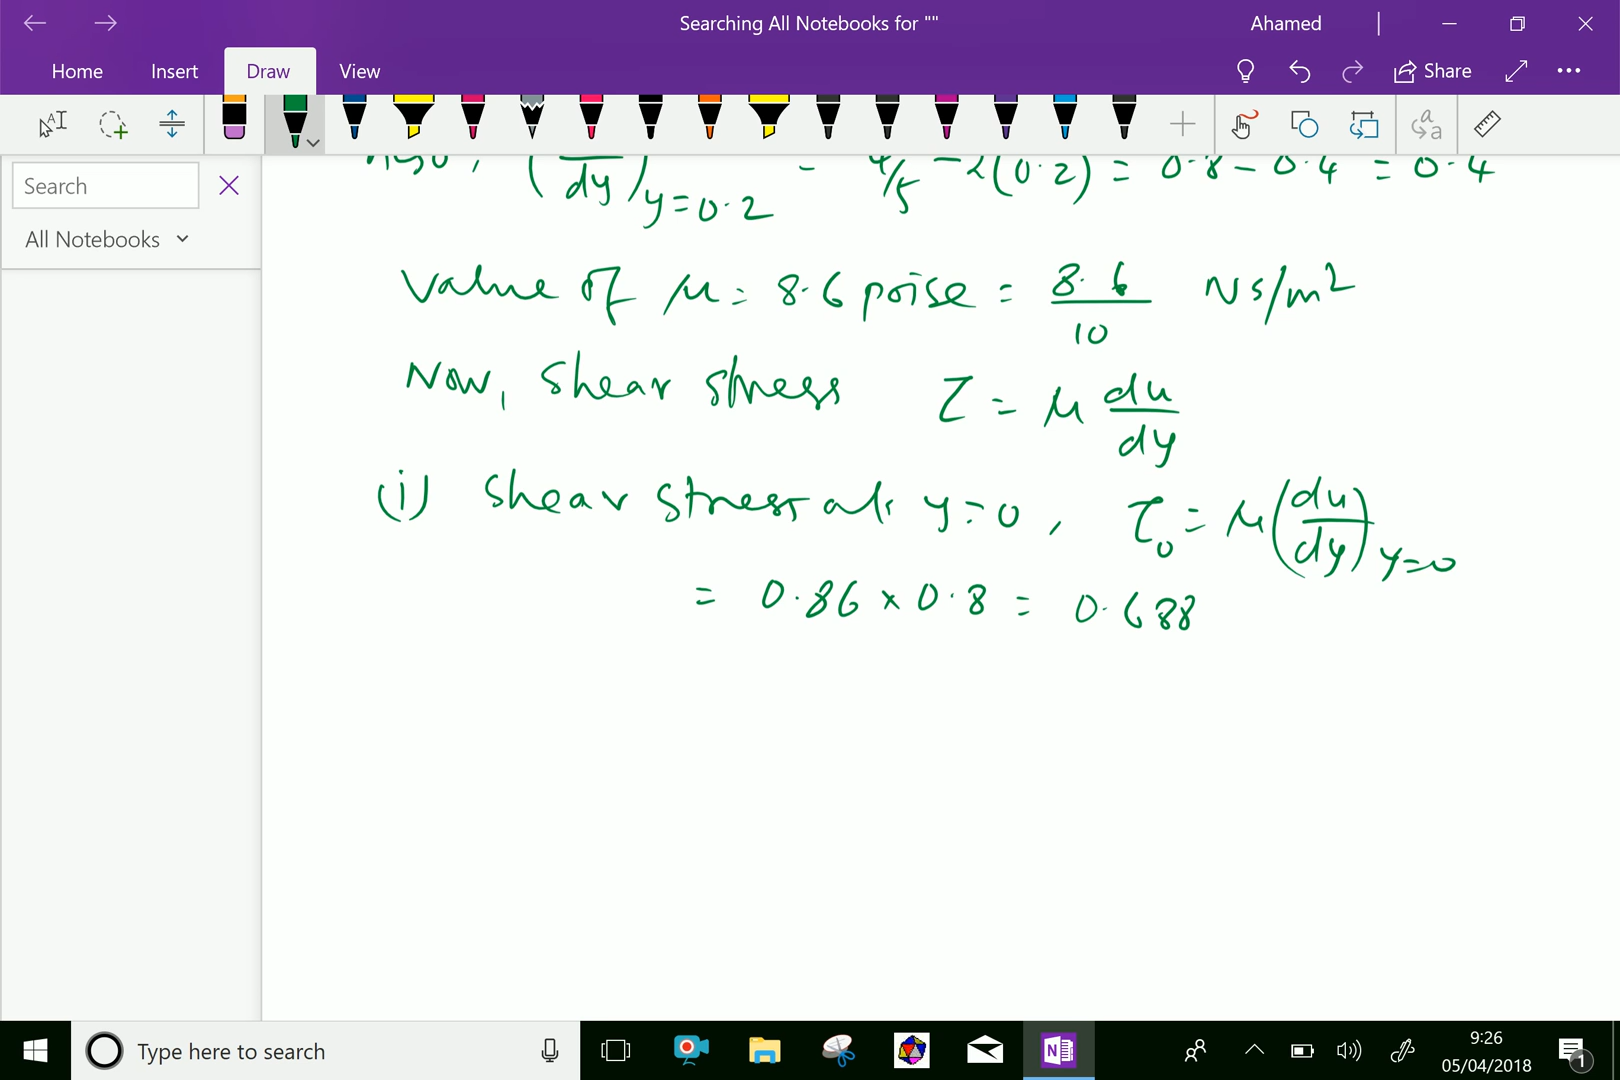 Searching All Notebooks for ""
Ahamed
Home Insert Draw View
Share
Search
All Notebooks
( dy ) y=0.2 = 4/5 -2(0.2) = 0.8 - 0.4 = 0.4
Value of μ = 8.6 poise = 8.6/10 Ns/m²
Now, shear stress τ = μ du/dy
(i) Shear stress at y=0, τ₀ = μ(du/dy) y=0
= 0.86 × 0.8 = 0.688
Type here to search
9:26
05/04/2018
1